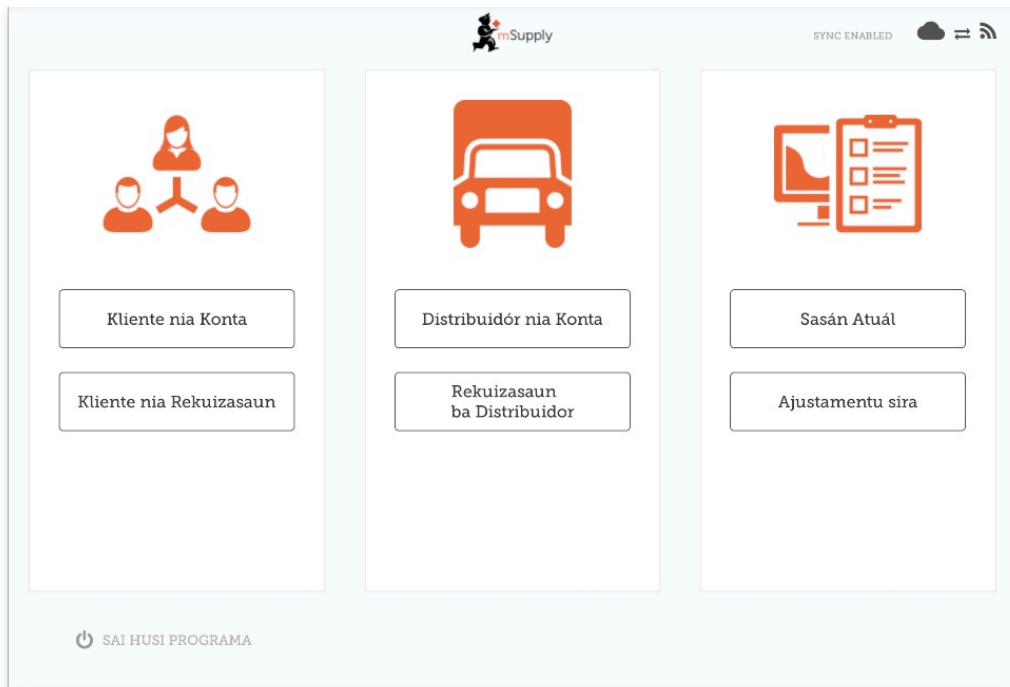 mSupply
SYNC ENABLED
Kliente nia Konta
Kliente nia Rekuizasaun
Distribuidór nia Konta
Rekuizasaun
ba Distribuidor
Sasán Atuál
Ajustamentu sira
SAI HUSI PROGRAMA